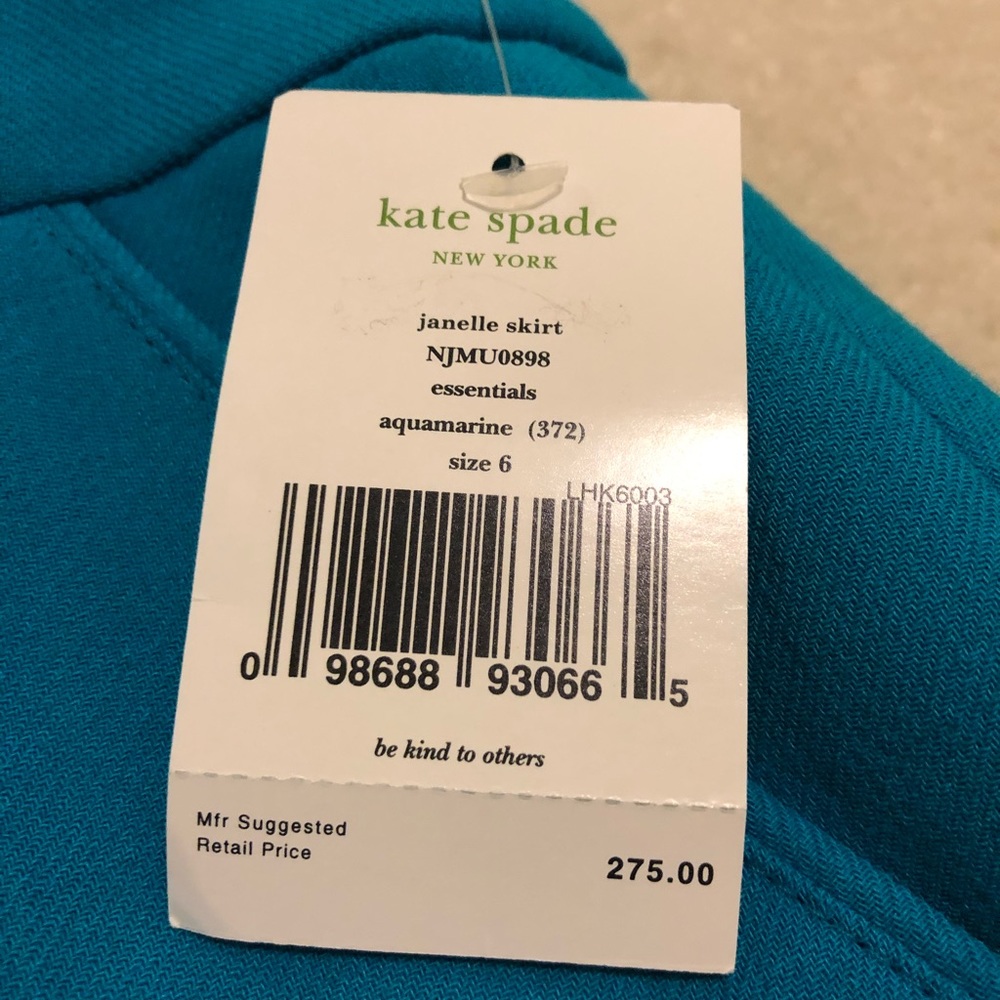 kate spade
NEW YORK
janelle skirt
NJMU0898
essentials
aquamarine (372)
size 6
LHK6003
0 98688 93066 5
be kind to others
Mfr Suggested
Retail Price
275.00